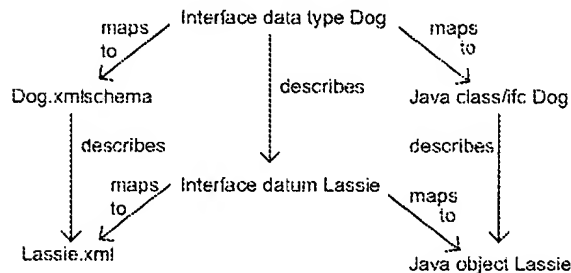 Interface data type Dog
maps
to
maps
to
Dog.xmlschema
describes
Java class/ifc Dog
describes
describes
maps
to
Interface datum Lassie
maps
to
Lassie.xml
Java object Lassie